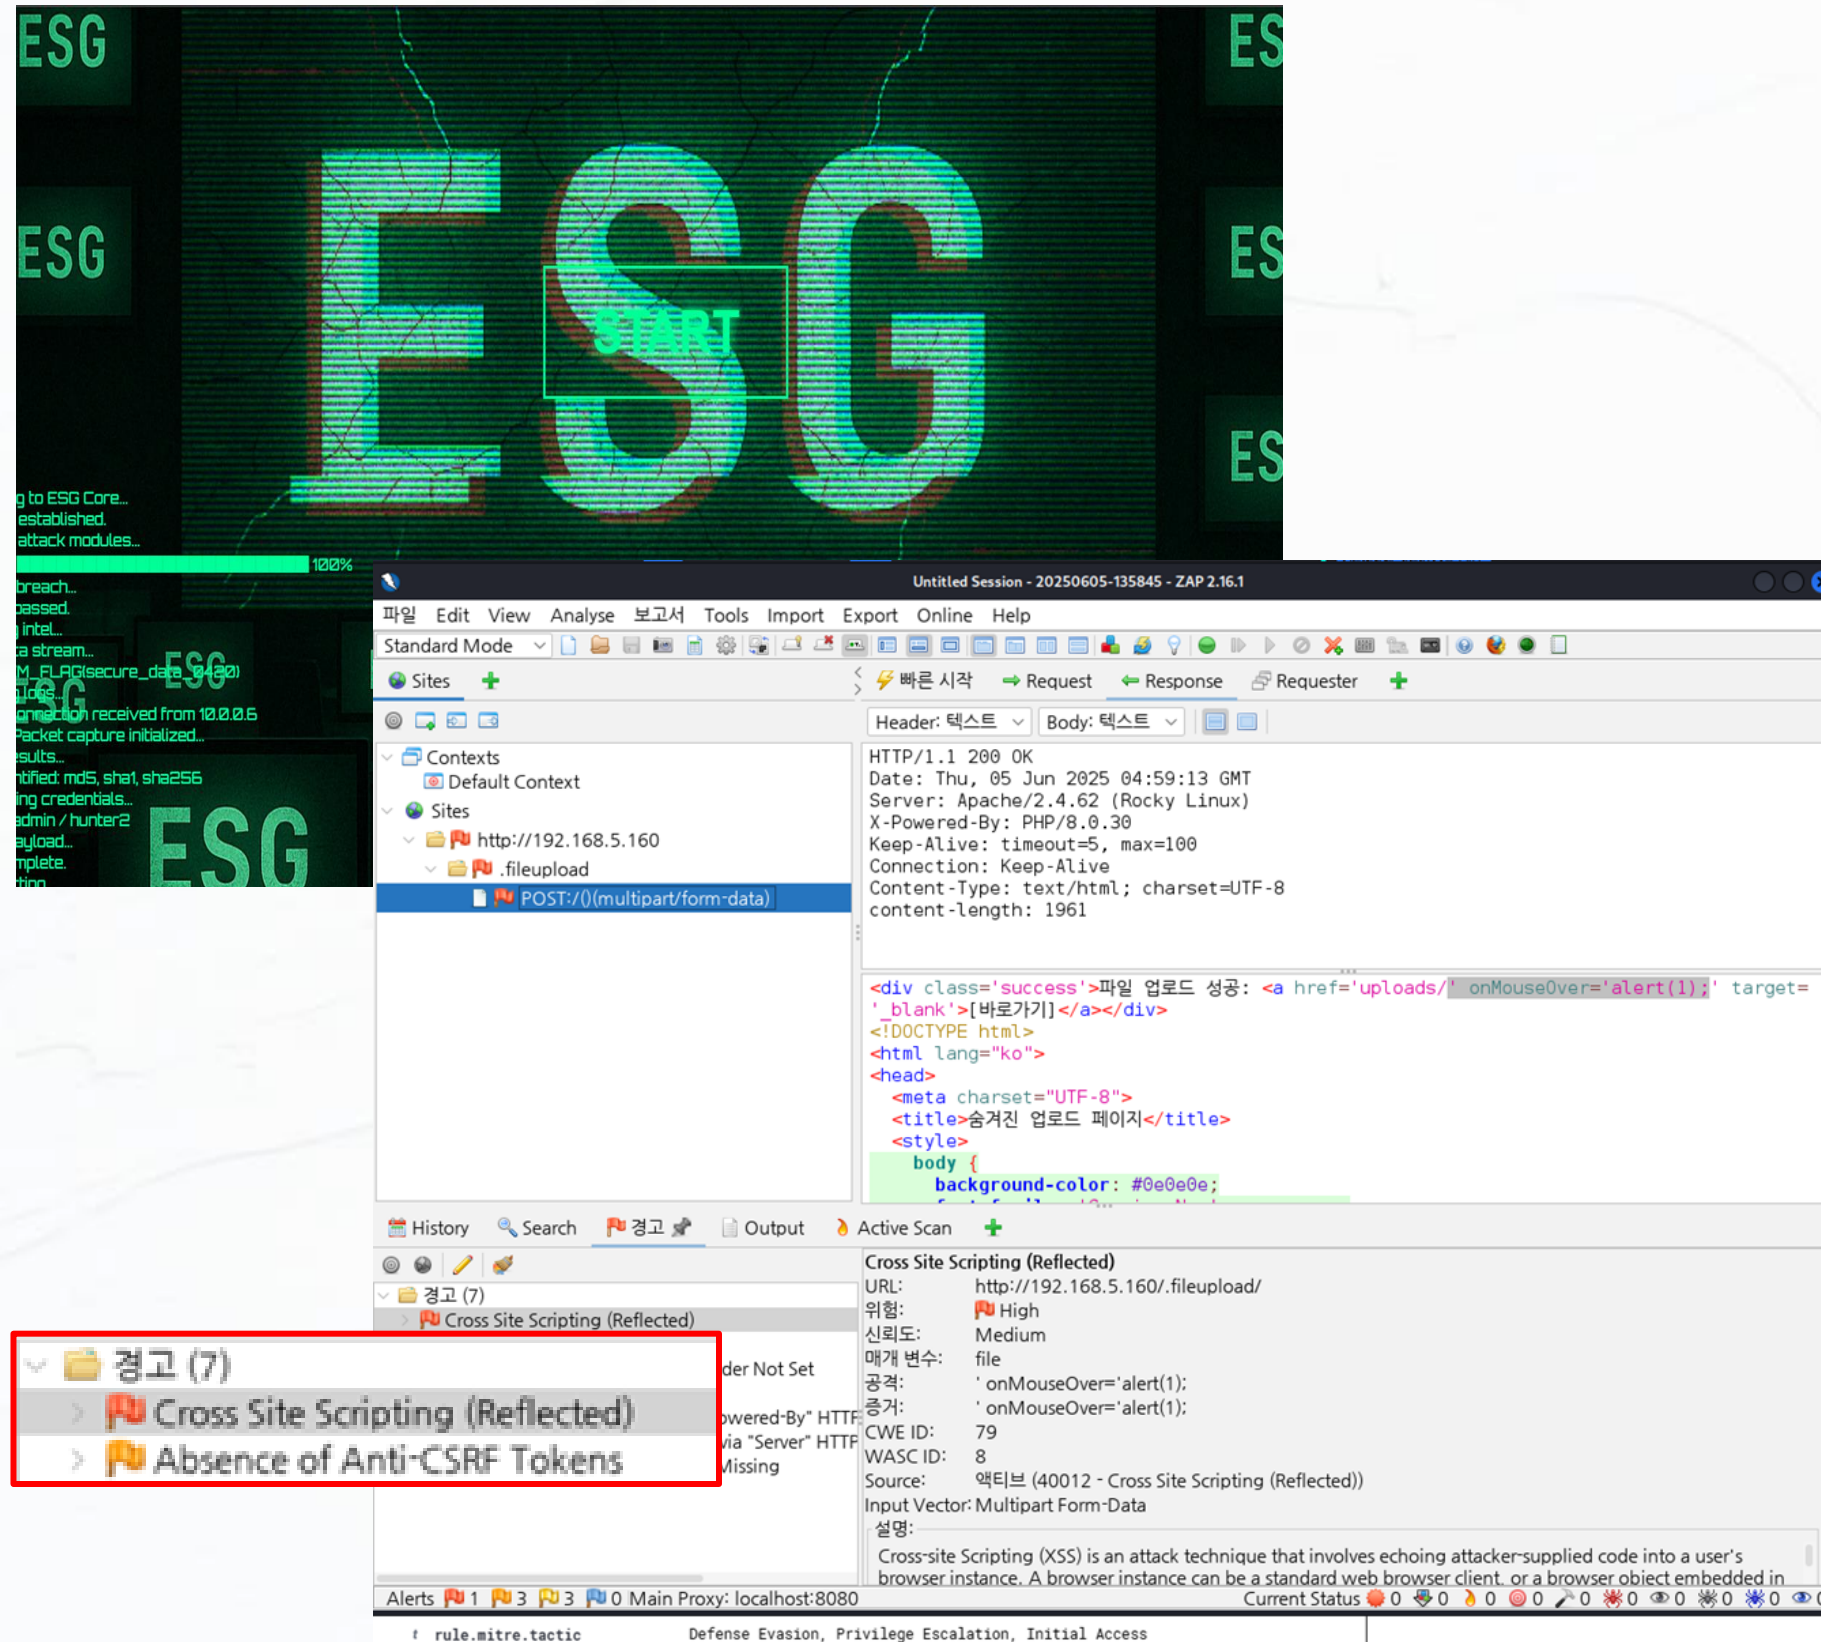 ESG
ES
ESG
ESG
ES
START
ES
g to ESG Core...
established.
attack modules...
100%
breach...
passed.
intel...
a stream...
M_FLAG(secure_data_0420)
ESG
logs...
ESG
onnection received from 10.0.0.6
Packet capture initialized...
esults...
ntified: md5, sha1, sha256
ing credentials...
admin / hunter2
ayload...
mplete.
ESG
Untitled Session - 20250605-135845 - ZAP 2.16.1
파일 Edit View Analyse 보고서 Tools Import Export Online Help
Standard Mode
Sites
빠른 시작 Request Response Requester
Header: 텍스트 Body: 텍스트
Contexts
Default Context
Sites
http://192.168.5.160
.fileupload
POST:/()(multipart/form-data)
HTTP/1.1 200 OK
Date: Thu, 05 Jun 2025 04:59:13 GMT
Server: Apache/2.4.62 (Rocky Linux)
X-Powered-By: PHP/8.0.30
Keep-Alive: timeout=5, max=100
Connection: Keep-Alive
Content-Type: text/html; charset=UTF-8
content-length: 1961
<div class='success'>파일 업로드 성공: <a href='uploads/' onMouseOver='alert(1);' target=
'_blank'>[바로가기]</a></div>
<!DOCTYPE html>
<html lang="ko">
<head>
<meta charset="UTF-8">
<title>숨겨진 업로드 페이지</title>
<style>
body {
background-color: #0e0e0e;
History Search 경고 Output Active Scan
경고 (7)
Cross Site Scripting (Reflected)
der Not Set
owered-By" HTTP
via "Server" HTTP
Missing
경고 (7)
Cross Site Scripting (Reflected)
Absence of Anti-CSRF Tokens
Cross Site Scripting (Reflected)
URL: http://192.168.5.160/.fileupload/
위험: High
신뢰도: Medium
매개 변수: file
공격: ' onMouseOver='alert(1);
증거: ' onMouseOver='alert(1);
CWE ID: 79
WASC ID: 8
Source: 액티브 (40012 - Cross Site Scripting (Reflected))
Input Vector: Multipart Form-Data
설명:
Cross-site Scripting (XSS) is an attack technique that involves echoing attacker-supplied code into a user's
browser instance. A browser instance can be a standard web browser client, or a browser object embedded in
Alerts 1 3 3 0 Main Proxy: localhost:8080
Current Status 0 0 0 0 0 0 0 0 0 0
t rule.mitre.tactic Defense Evasion, Privilege Escalation, Initial Access